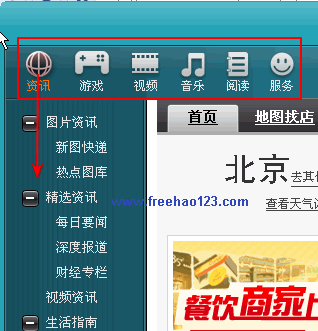 资讯 游戏 视频 音乐 阅读 服务
图片资讯
新图快递
热点图库
精选资讯
每日要闻
深度报道
财经专栏
视频资讯
生活指南
首页 地图找店
北京 去其
查看天气
www.freehao123.com
餐饮商家